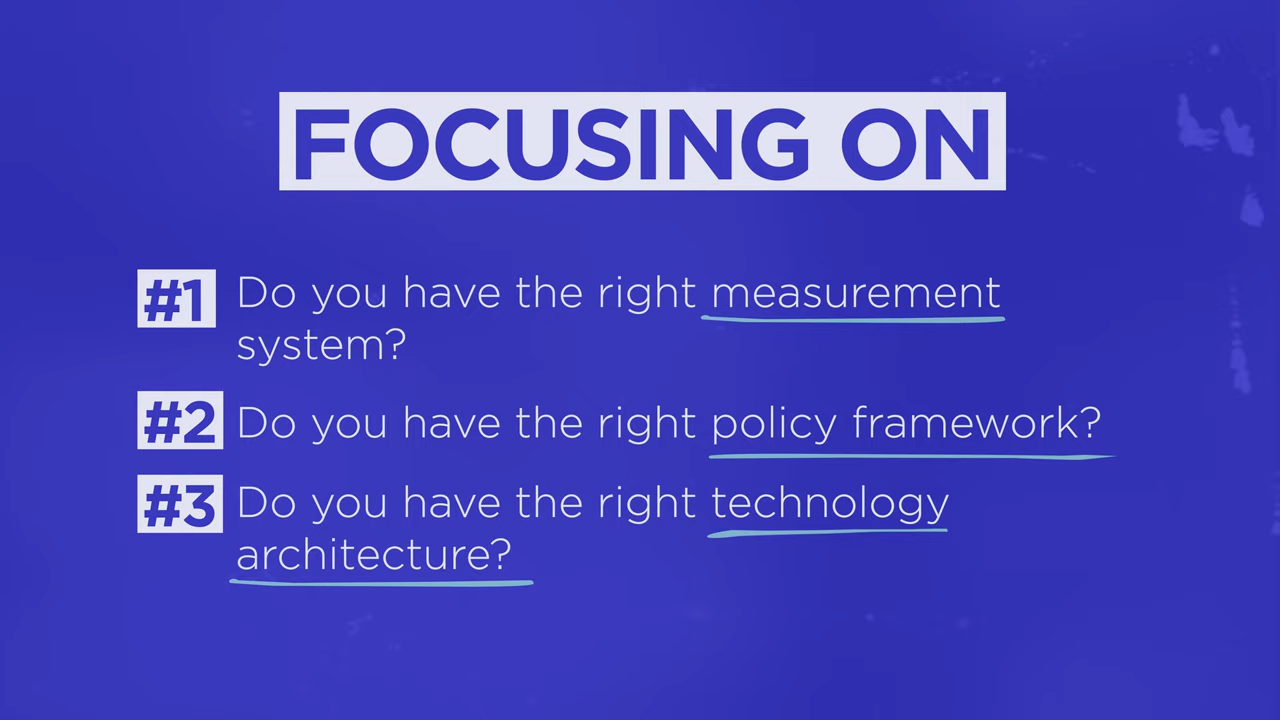 FOCUSING ON
#1 Do you have the right measurement
system?
#2 Do you have the right policy framework?
#3 Do you have the right technology
architecture?